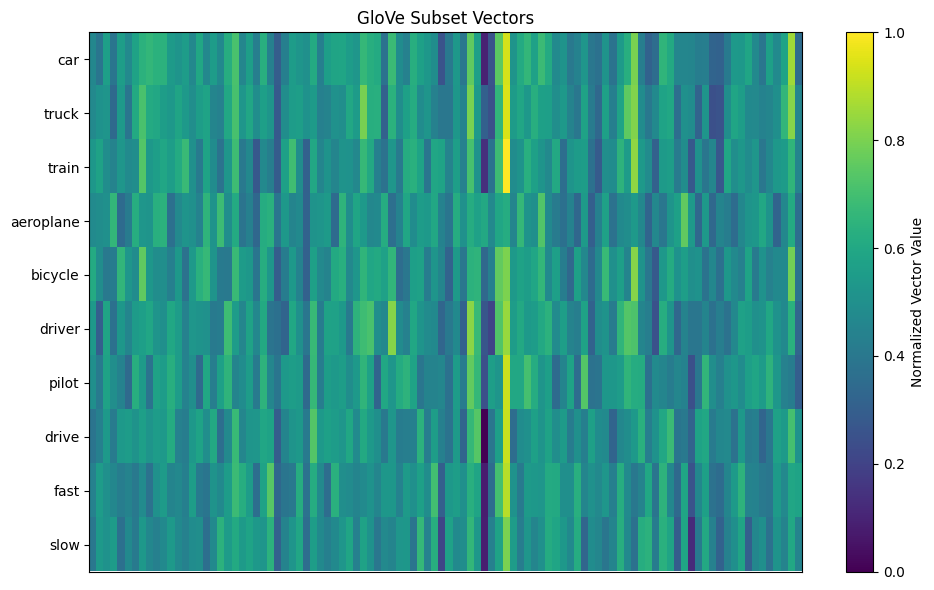 GloVe Subset Vectors
car
truck
train
aeroplane
bicycle
driver
pilot
drive
fast
slow
1.0
0.8
0.6
0.4
0.2
0.0
Normalized Vector Value